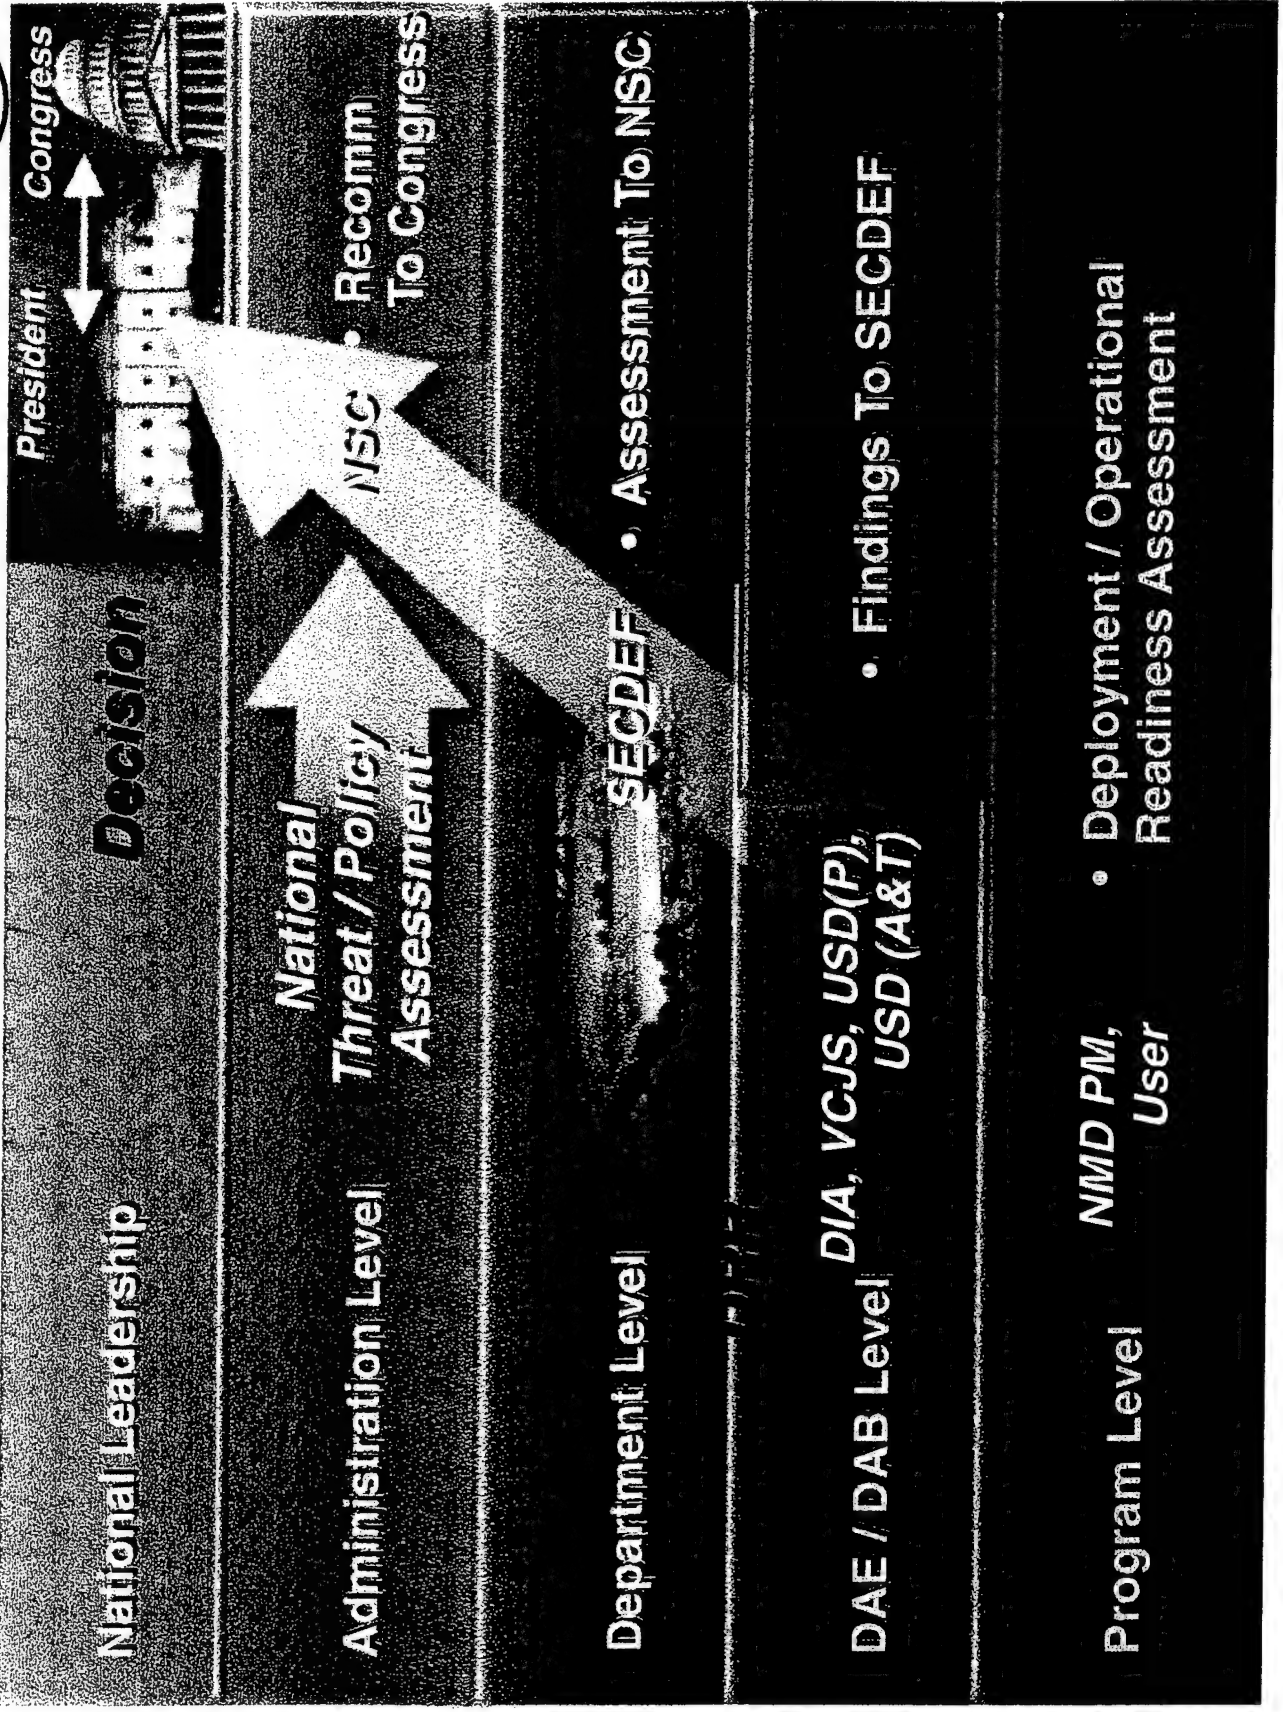 President
Congress
National Leadership
Decision
Administration Level
National
Threat / Policy
Assessment
NSC
• Recomm
To Congress
Department Level
SECDEF
• Assessment To NSC
DAE / DAB Level
DIA, VCJS, USD(P),
USD (A&T)
• Findings To SECDEF
Program Level
NMD PM,
User
• Deployment / Operational
Readiness Assessment